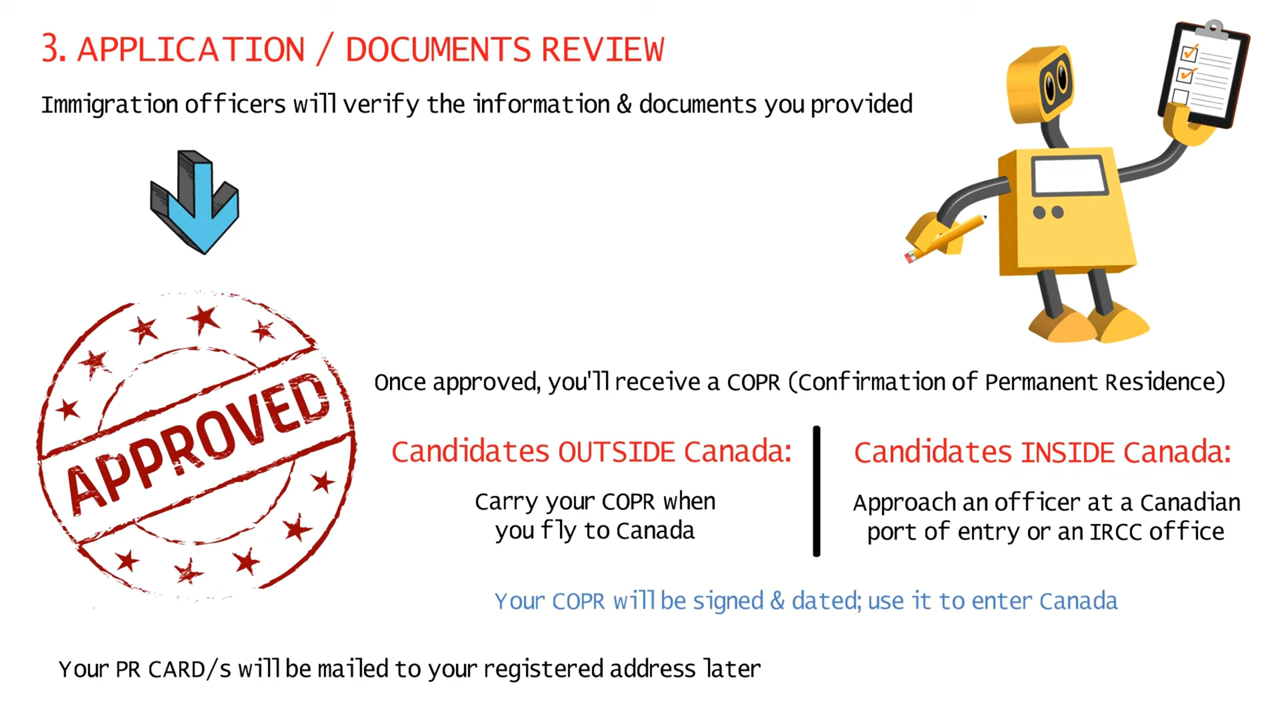 3. APPLICATION / DOCUMENTS REVIEW
Immigration officers will verify the information & documents you provided
APPROVED
Once approved, you'll receive a COPR (Confirmation of Permanent Residence)
Candidates OUTSIDE Canada:
Carry your COPR when
you fly to Canada
Candidates INSIDE Canada:
Approach an officer at a Canadian
port of entry or an IRCC office
Your COPR will be signed & dated; use it to enter Canada
Your PR CARD/s will be mailed to your registered address later